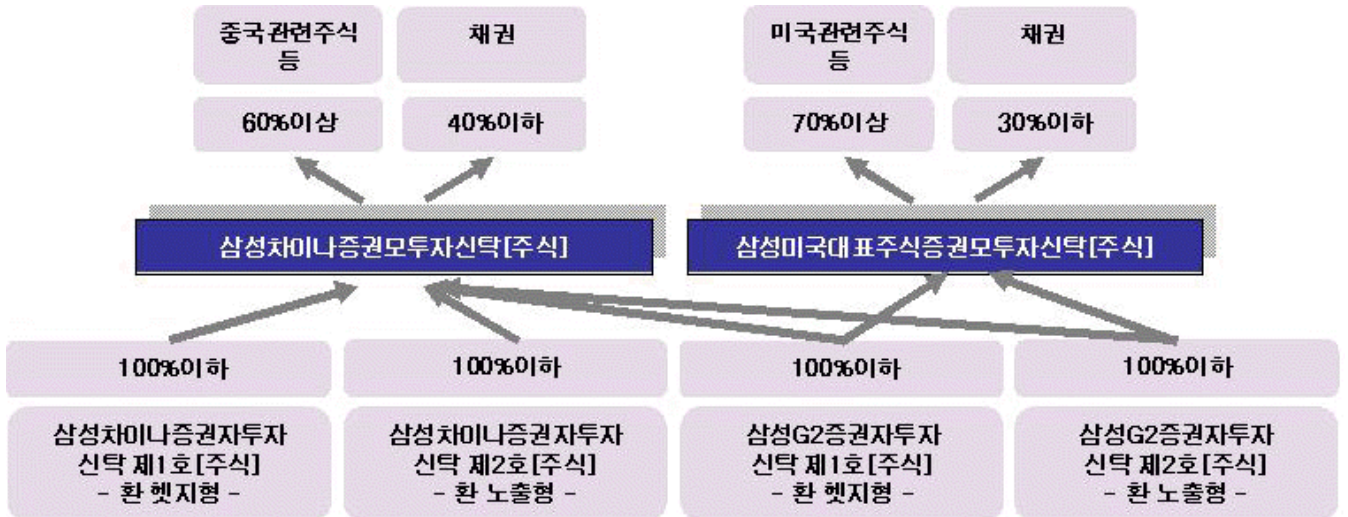 중국관련주식
등
채권
미국관련주식
등
채권
60%이상
40%이하
70%이상
30%이하
삼성차이나증권모투자신탁[주식]
삼성미국대표주식증권모투자신탁[주식]
100%이하
100%이하
100%이하
100%이하
삼성차이나증권자투자
신탁 제1호[주식]
- 환 헷지형 -
삼성차이나증권자투자
신탁 제2호[주식]
- 환 노출형 -
삼성G2증권자투자
신탁 제1호[주식]
- 환 헷지형 -
삼성G2증권자투자
신탁 제2호[주식]
- 환 노출형 -